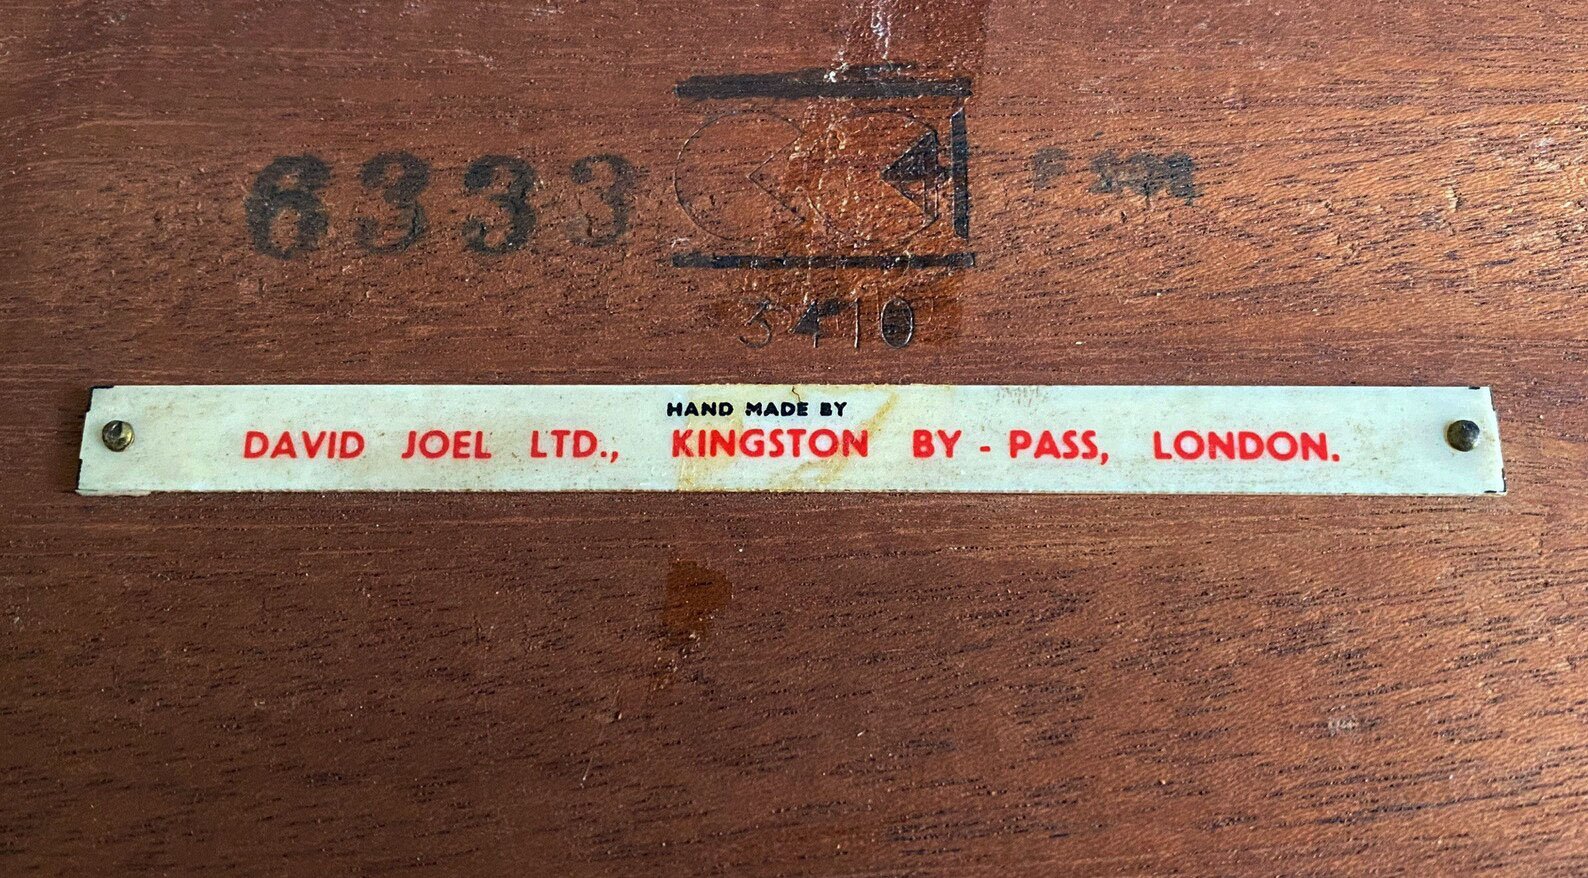 6333
3410
HAND MADE BY
DAVID JOEL LTD., KINGSTON BY - PASS, LONDON.